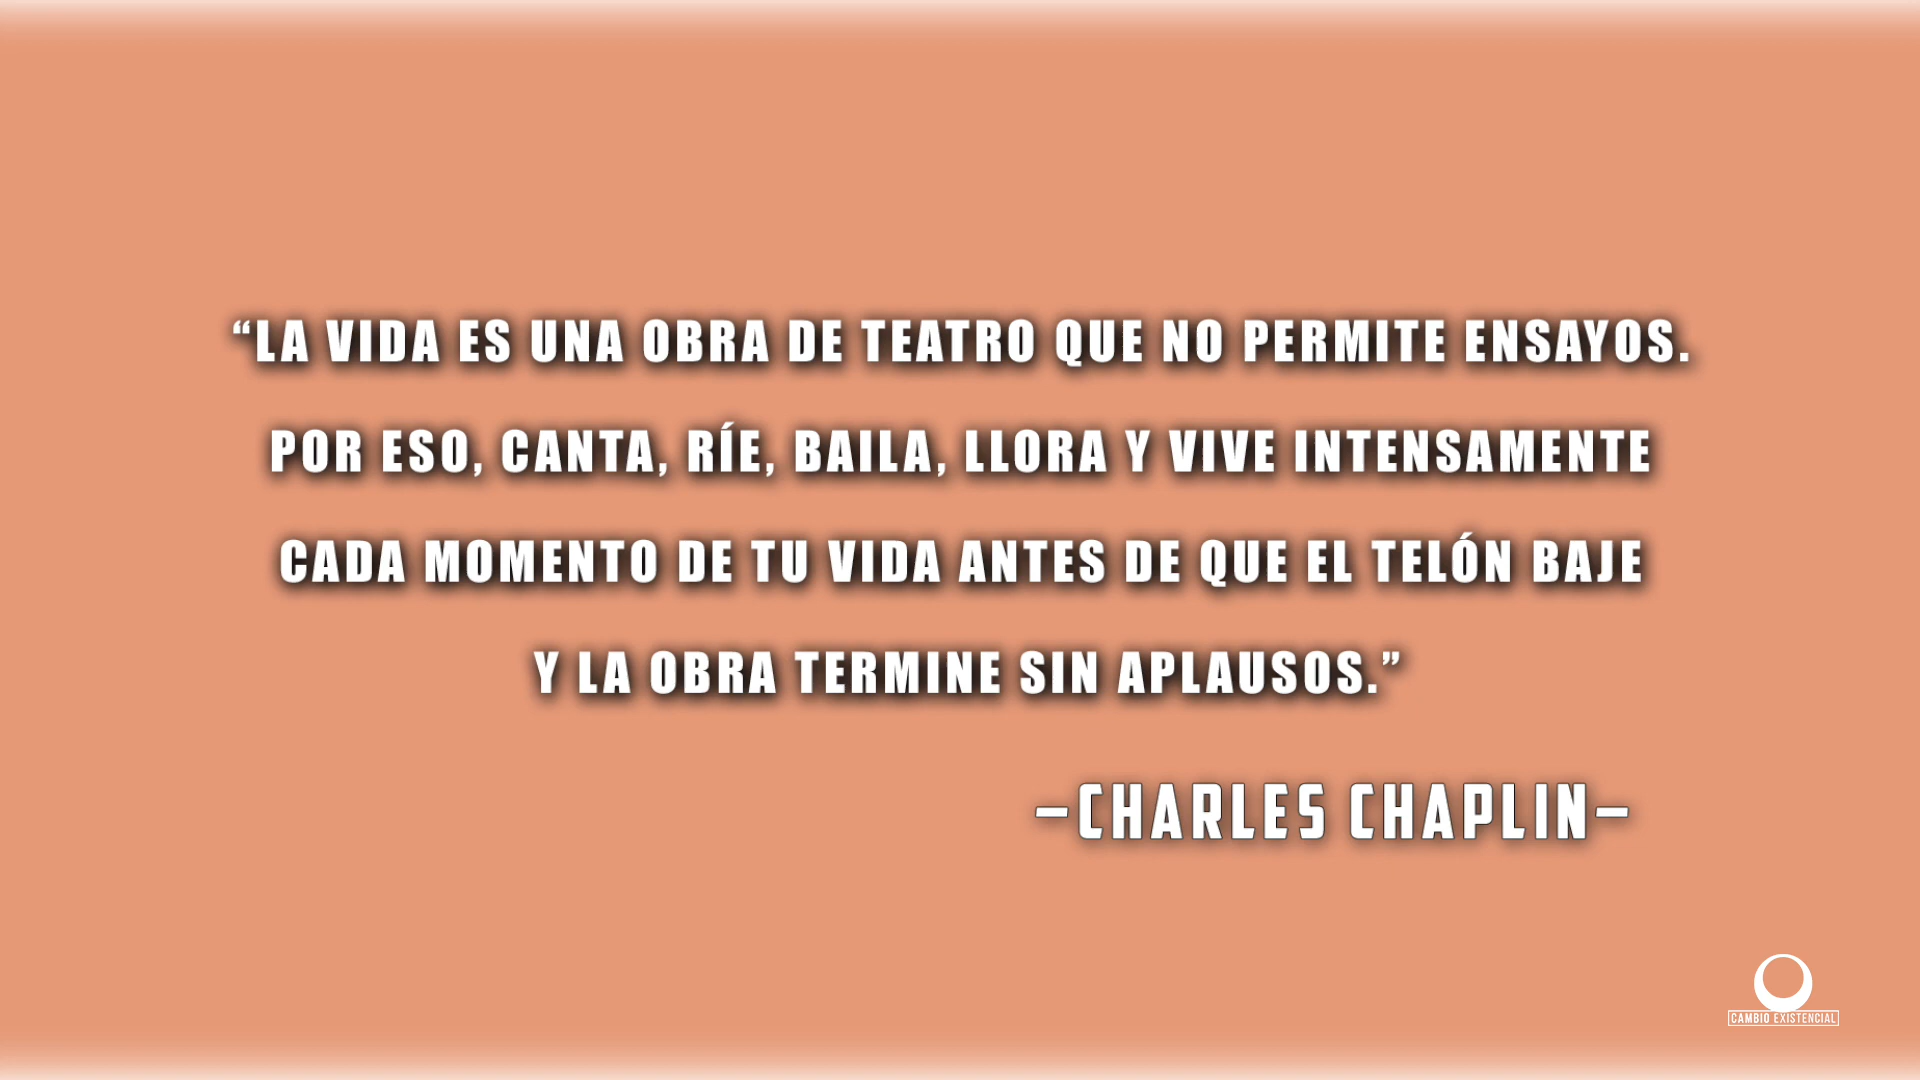 “LA VIDA ES UNA OBRA DE TEATRO QUE NO PERMITE ENSAYOS.
POR ESO, CANTA, RÍE, BAILA, LLORA Y VIVE INTENSAMENTE
CADA MOMENTO DE TU VIDA ANTES DE QUE EL TELÓN BAJE
Y LA OBRA TERMINE SIN APLAUSOS.”
–CHARLES CHAPLIN–
CAMBIO EXISTENCIAL